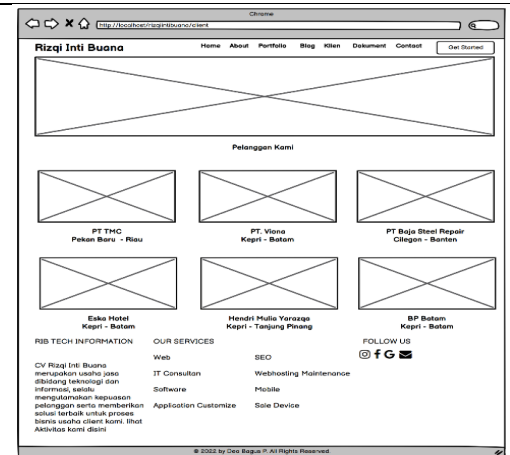 Chrome
http://localhost/rizqiintibuana/client
Rizqi Inti Buana
Home About Portfolio Blog Klien Dokument Contact Get Started
Pelanggan Kami
PT TMC
Pekan Baru - Riau
PT. Viona
Kepri - Batam
PT Baja Steel Repair
Cilegon - Banten
Eska Hotel
Kepri - Batam
Hendri Mulia Yarazqa
Kepri - Tanjung Pinang
BP Batam
Kepri - Batam
RIB TECH INFORMATION
CV Rizqi Inti Buana
merupakan usaha jasa
dibidang teknologi dan
informasi, selalu
mengutamakan kepuasan
pelanggan serta memberikan
solusi terbaik untuk proses
bisnis usaha client kami. lihat
Aktivitas kami disini
OUR SERVICES
Web SEO
IT Consultan Webhosting Maintenance
Software Mobile
Application Customize Sale Device
FOLLOW US
© 2022 by Deo Bagus P. All Rights Reserved.